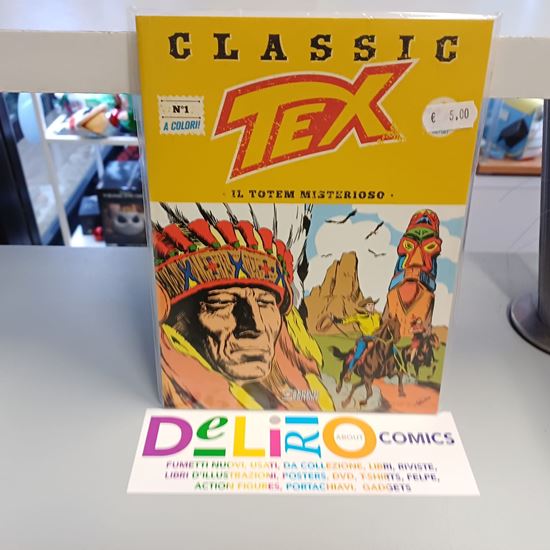 CLASSIC
TEX
N°1
A COLORI!
€ 5.00
· IL TOTEM MISTERIOSO ·
DeLiRiO
ABOUT
COMICS
FUMETTI NUOVI, USATI, DA COLLEZIONE, LIBRI, RIVISTE,
LIBRI D'ILLUSTRAZIONI, POSTERS, DVD, T-SHIRTS, FELPE,
ACTION FIGURES, PORTACHIAVI, GADGETS